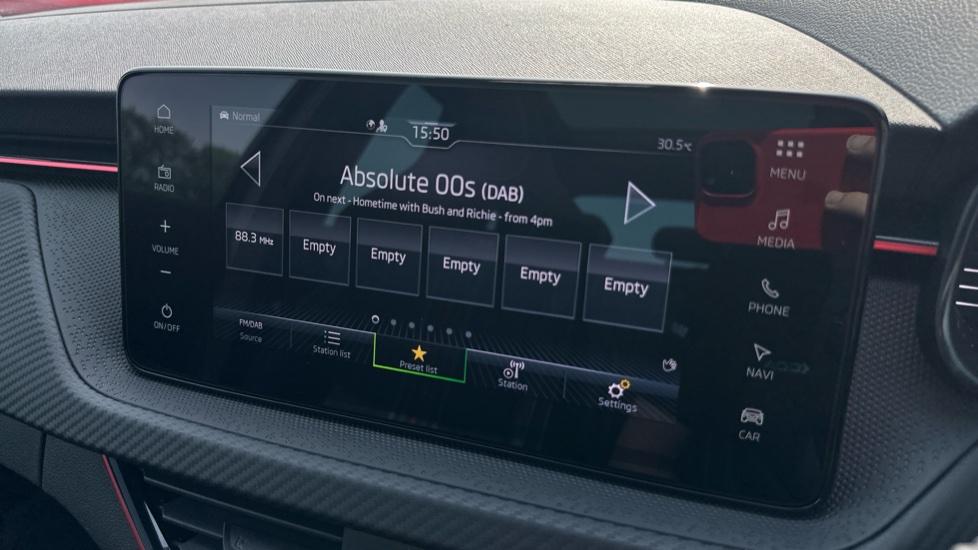 HOME
RADIO
VOLUME
ON/OFF
Normal
15:50
30.5°C
Absolute 00s (DAB)
On next - Hometime with Bush and Richie - from 4pm
88.3 MHz
Empty
Empty
Empty
Empty
Empty
FM/DAB
Source
Station list
Preset list
Station
Settings
MENU
MEDIA
PHONE
NAVI
CAR